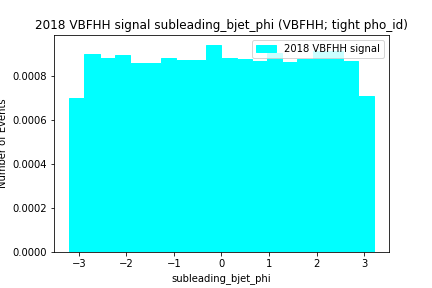 2018 VBFHH signal subleading_bjet_phi (VBFHH; tight pho_id)
2018 VBFHH signal
Number of Events
0.0008
0.0006
0.0004
0.0002
0.0000
−3 −2 −1 0 1 2 3
subleading_bjet_phi